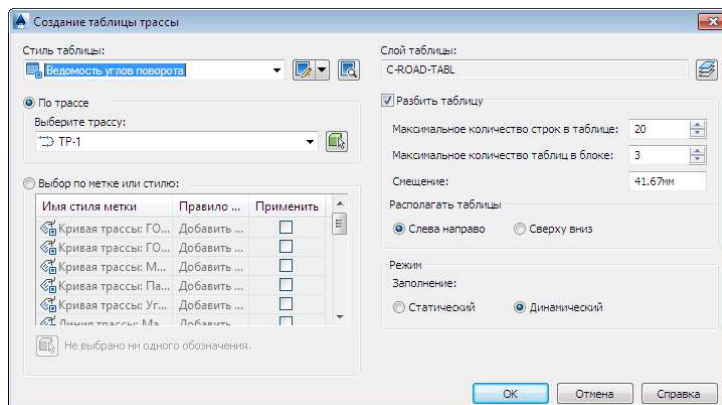 Создание таблицы трассы
Стиль таблицы:
Ведомость углов поворота
По трассе
Выберите трассу:
ТР-1
Выбор по метке или стилю:
Имя стиля метки Правило ... Применить
Кривая трассы: ГО... Добавить ...
Кривая трассы: ГО... Добавить ...
Кривая трассы: М... Добавить ...
Кривая трассы: Па... Добавить ...
Кривая трассы: Уг... Добавить ...
Линия трассы: Ма... Добавить ...
Не выбрано ни одного обозначения.
Слой таблицы:
C-ROAD-TABL
Разбить таблицу
Максимальное количество строк в таблице: 20
Максимальное количество таблиц в блоке: 3
Смещение: 41.67мм
Располагать таблицы
Слева направо Сверху вниз
Режим
Заполнение:
Статический Динамический
OK Отмена Справка